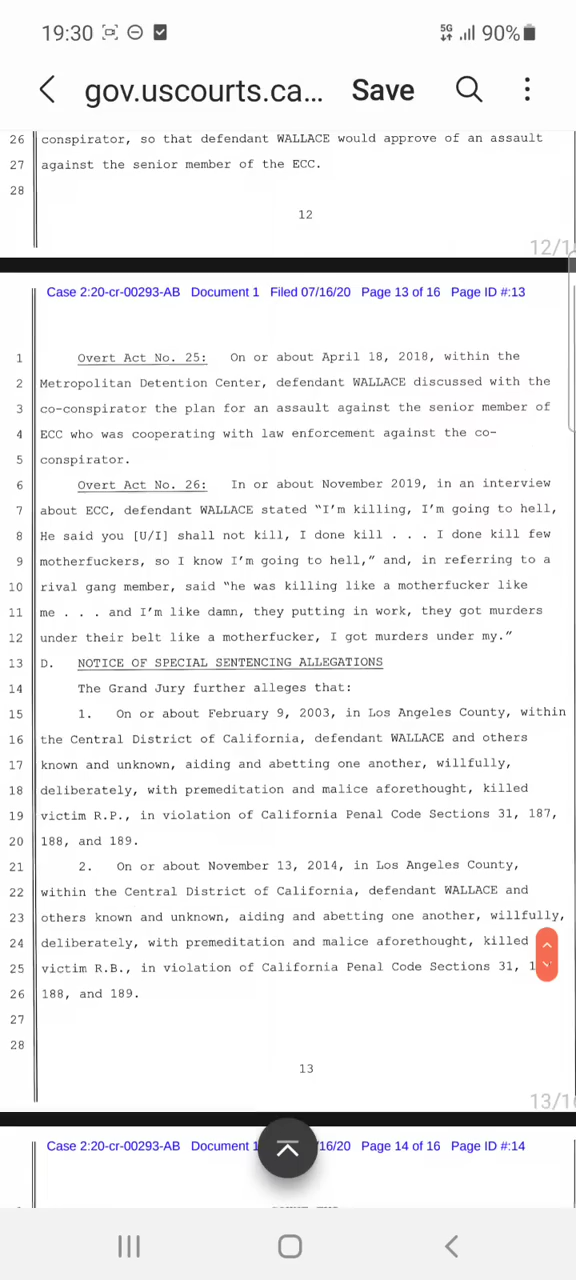 19:30 5G 90%
gov.uscourts.ca... Save
26 conspirator, so that defendant WALLACE would approve of an assault
27 against the senior member of the ECC.
28
12
12/1
Case 2:20-cr-00293-AB Document 1 Filed 07/16/20 Page 13 of 16 Page ID #:13
1 Overt Act No. 25: On or about April 18, 2018, within the
2 Metropolitan Detention Center, defendant WALLACE discussed with the
3 co-conspirator the plan for an assault against the senior member of
4 ECC who was cooperating with law enforcement against the co-
5 conspirator.
6 Overt Act No. 26: In or about November 2019, in an interview
7 about ECC, defendant WALLACE stated “I’m killing, I’m going to hell,
8 He said you [U/I] shall not kill, I done kill . . . I done kill few
9 motherfuckers, so I know I’m going to hell,” and, in referring to a
10 rival gang member, said “he was killing like a motherfucker like
11 me . . . and I’m like damn, they putting in work, they got murders
12 under their belt like a motherfucker, I got murders under my.”
13 D. NOTICE OF SPECIAL SENTENCING ALLEGATIONS
14 The Grand Jury further alleges that:
15 1. On or about February 9, 2003, in Los Angeles County, within
16 the Central District of California, defendant WALLACE and others
17 known and unknown, aiding and abetting one another, willfully,
18 deliberately, with premeditation and malice aforethought, killed
19 victim R.P., in violation of California Penal Code Sections 31, 187,
20 188, and 189.
21 2. On or about November 13, 2014, in Los Angeles County,
22 within the Central District of California, defendant WALLACE and
23 others known and unknown, aiding and abetting one another, willfully,
24 deliberately, with premeditation and malice aforethought, killed
25 victim R.B., in violation of California Penal Code Sections 31, 1
26 188, and 189.
27
28
13
13/1
Case 2:20-cr-00293-AB Document 1 16/20 Page 14 of 16 Page ID #:14